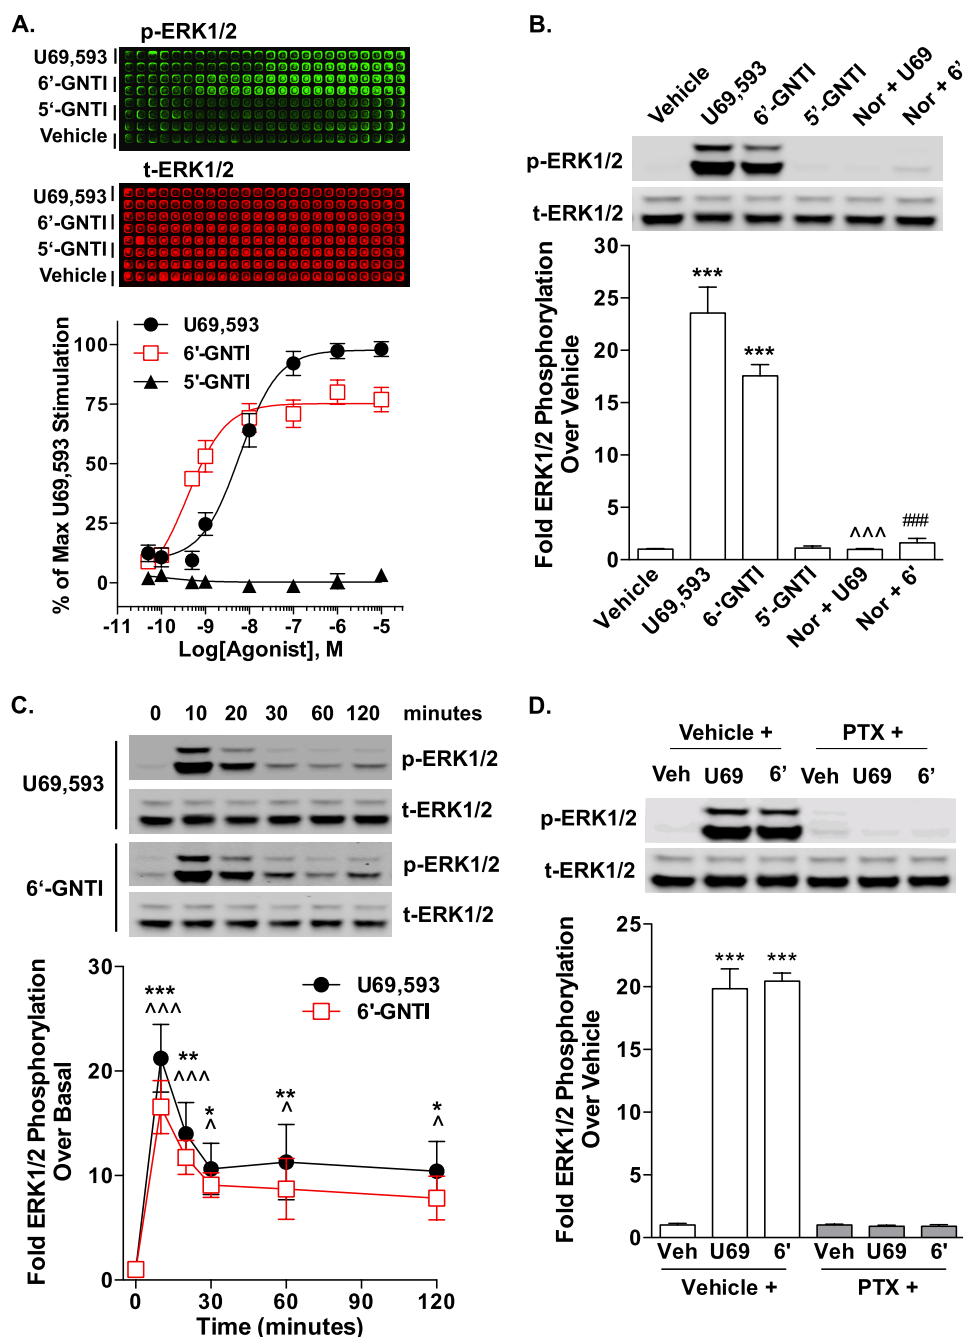 A.
p-ERK1/2
U69,593
6'-GNTI
5'-GNTI
Vehicle
t-ERK1/2
U69,593
6'-GNTI
5'-GNTI
Vehicle
U69,593
6'-GNTI
5'-GNTI
% of Max U69,593 Stimulation
100
75
50
25
0
-11 -10 -9 -8 -7 -6 -5
Log[Agonist], M
B.
Vehicle U69,593 6'-GNTI 5'-GNTI Nor + U69 Nor + 6'
p-ERK1/2
t-ERK1/2
Fold ERK1/2 Phosphorylation
Over Vehicle
30
25
20
15
10
5
0
***
***
^^^
###
Vehicle U69,593 6-'GNTI 5'-GNTI Nor + U69 Nor + 6'
C.
0 10 20 30 60 120 minutes
U69,593
p-ERK1/2
t-ERK1/2
6'-GNTI
p-ERK1/2
t-ERK1/2
Fold ERK1/2 Phosphorylation
Over Basal
30
20
10
0
U69,593
6'-GNTI
***
^^^
**
^^^
*
^
**
^
*
^
0 30 60 90 120
Time (minutes)
D.
Vehicle + PTX +
Veh U69 6' Veh U69 6'
p-ERK1/2
t-ERK1/2
Fold ERK1/2 Phosphorylation
Over Vehicle
25
20
15
10
5
0
*** ***
Veh U69 6' Veh U69 6'
Vehicle + PTX +